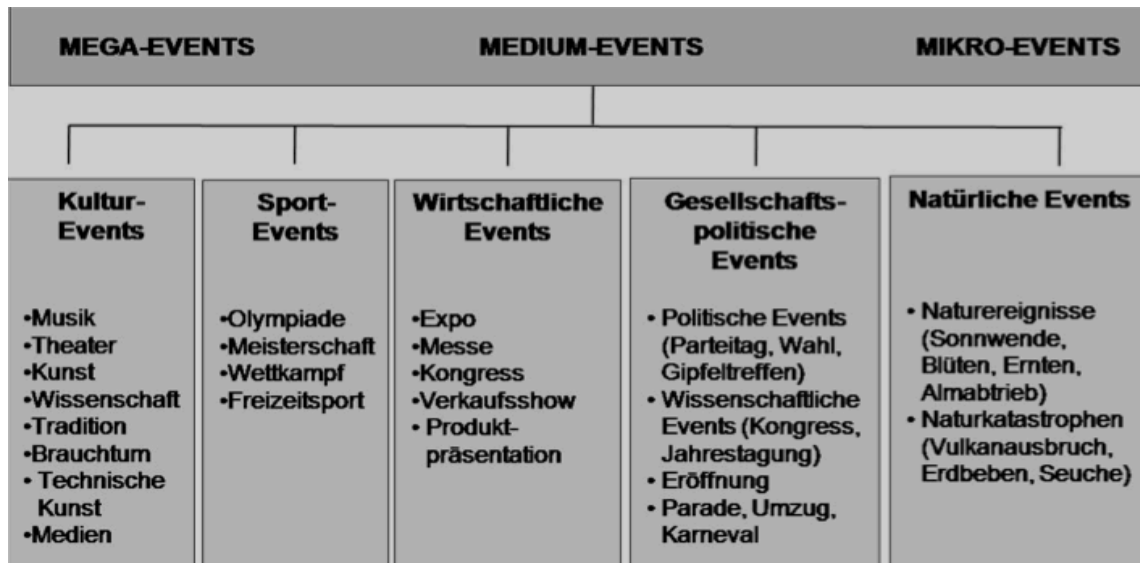 MEGA-EVENTS MEDIUM-EVENTS MIKRO-EVENTS
Kultur-
Events
•Musik
•Theater
•Kunst
•Wissenschaft
•Tradition
•Brauchtum
• Technische
Kunst
•Medien
Sport-
Events
•Olympiade
•Meisterschaft
•Wettkampf
•Freizeitsport
Wirtschaftliche
Events
•Expo
•Messe
•Kongress
•Verkaufsshow
• Produkt-
präsentation
Gesellschafts-
politische
Events
• Politische Events
(Parteitag, Wahl,
Gipfeltreffen)
• Wissenschaftliche
Events (Kongress,
Jahrestagung)
• Eröffnung
• Parade, Umzug,
Karneval
Natürliche Events
• Naturereignisse
(Sonnwende,
Blüten, Ernten,
Almabtrieb)
• Naturkatastrophen
(Vulkanausbruch,
Erdbeben, Seuche)